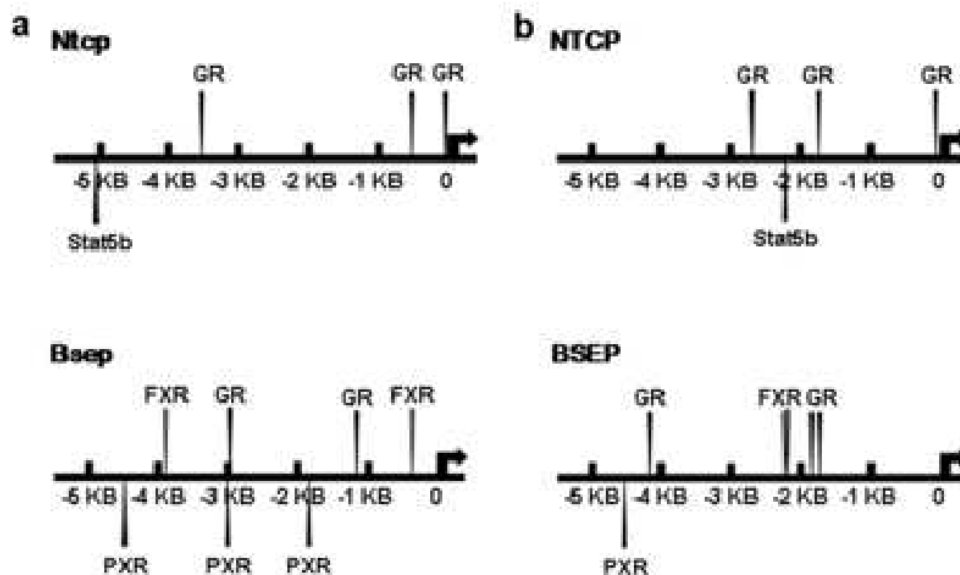 a
Ntcp
GR GR GR
-5 KB -4 KB -3 KB -2 KB -1 KB 0
Stat5b
b
NTCP
GR GR GR
-5 KB -4 KB -3 KB -2 KB -1 KB 0
Stat5b
Bsep
FXR GR GR FXR
-5 KB -4 KB -3 KB -2 KB -1 KB 0
PXR PXR PXR
BSEP
GR FXR GR
-5 KB -4 KB -3 KB -2 KB -1 KB 0
PXR